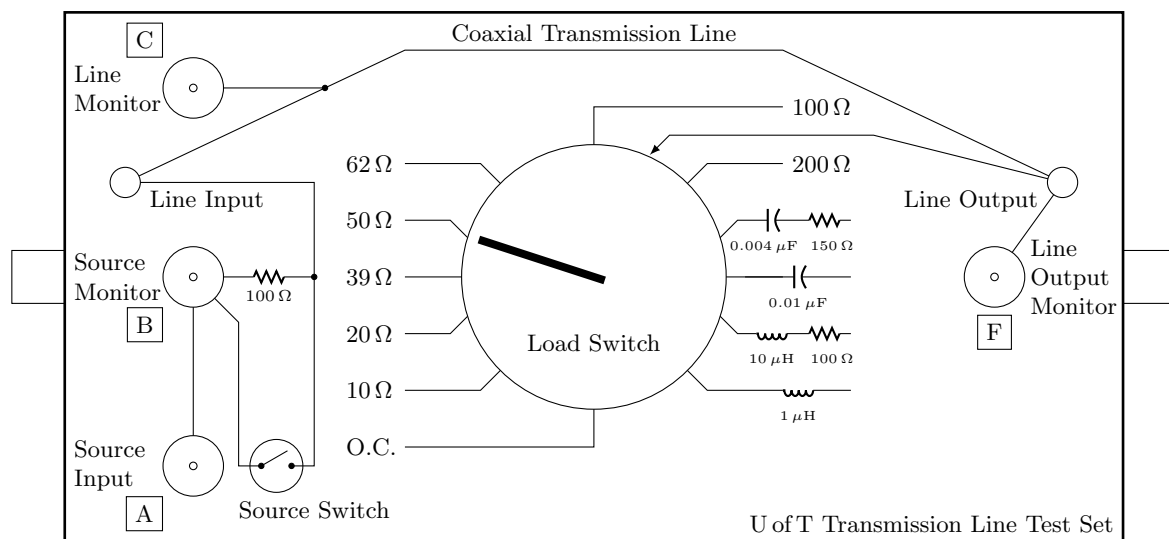 C
Coaxial Transmission Line
Line
Monitor
100 Ω
62 Ω
200 Ω
Line Input
Line Output
50 Ω
0.004 μF
150 Ω
Source
Monitor
100 Ω
39 Ω
0.01 μF
Line
Output
Monitor
B
F
20 Ω
Load Switch
10 μH
100 Ω
10 Ω
1 μH
O.C.
Source
Input
A
Source Switch
U of T Transmission Line Test Set